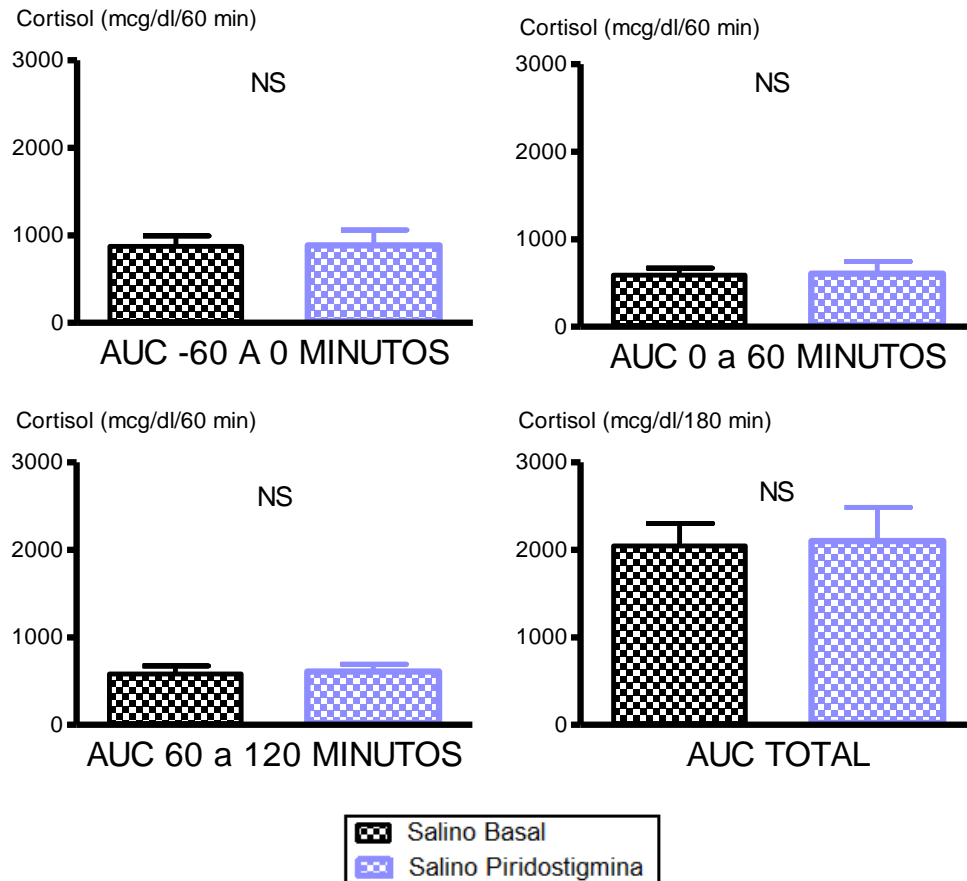 Cortisol (mcg/dl/60 min)
3000
2000
1000
0
NS
AUC -60 A 0 MINUTOS
Cortisol (mcg/dl/60 min)
3000
2000
1000
0
NS
AUC 0 a 60 MINUTOS
Cortisol (mcg/dl/60 min)
3000
2000
1000
0
NS
AUC 60 a 120 MINUTOS
Cortisol (mcg/dl/180 min)
3000
2000
1000
0
NS
AUC TOTAL
Salino Basal
Salino Piridostigmina